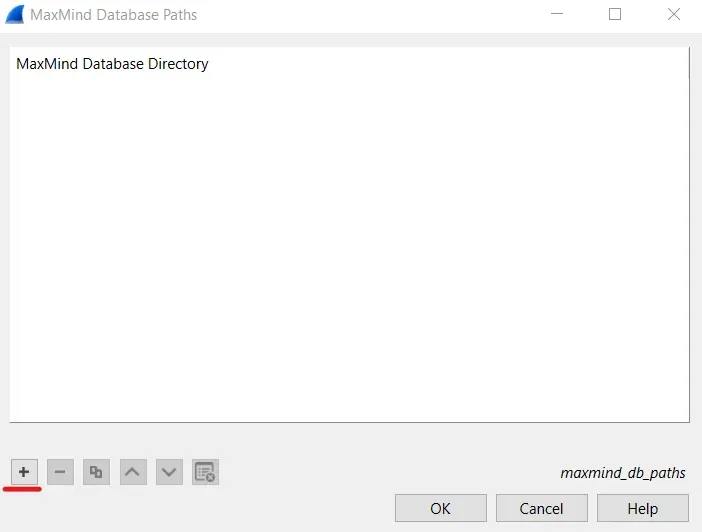 MaxMind Database Paths
MaxMind Database Directory
maxmind_db_paths
OK Cancel Help